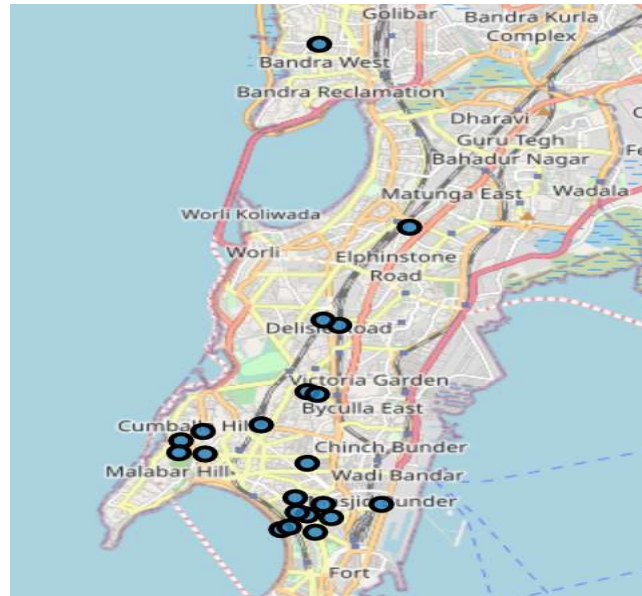 Golibar
Bandra Kurla
Complex
Bandra West
Bandra Reclamation
Dharavi
Guru Tegh
Bahadur Nagar
Matunga East
Wadala
Worli Koliwada
Worli
Elphinstone
Road
Delisle Road
Victoria Garden
Byculla East
Cumballa Hill
Chinch Bunder
Malabar Hill
Wadi Bandar
Masjid Bunder
Fort